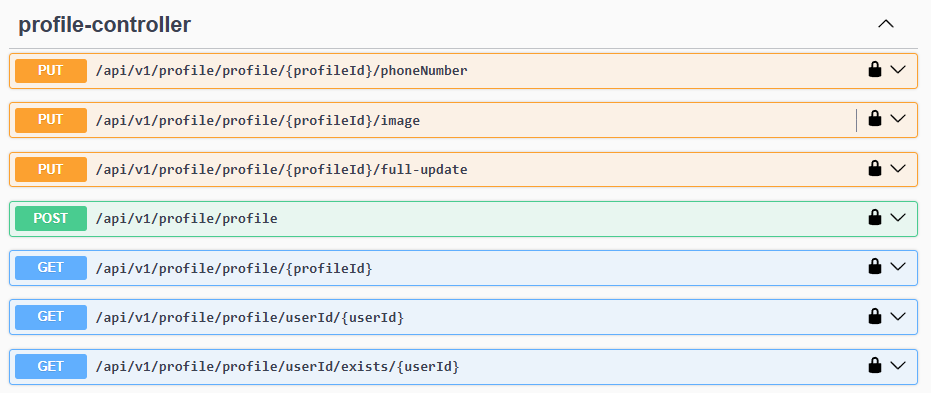 profile-controller
PUT /api/v1/profile/profile/{profileId}/phoneNumber
PUT /api/v1/profile/profile/{profileId}/image
PUT /api/v1/profile/profile/{profileId}/full-update
POST /api/v1/profile/profile
GET /api/v1/profile/profile/{profileId}
GET /api/v1/profile/profile/userId/{userId}
GET /api/v1/profile/profile/userId/exists/{userId}